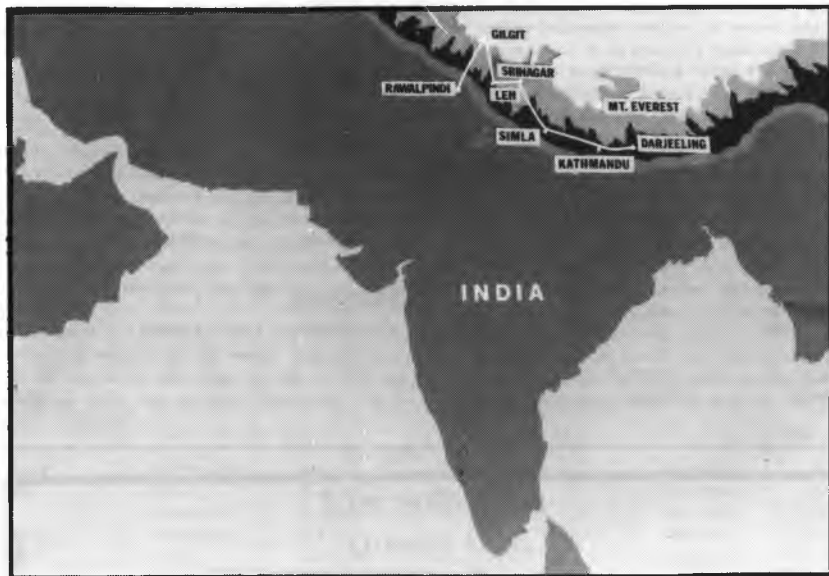 GILGIT
SRINAGAR
RAWALPINDI
LEH
MT. EVEREST
SIMLA
DARJEELING
KATHMANDU
INDIA